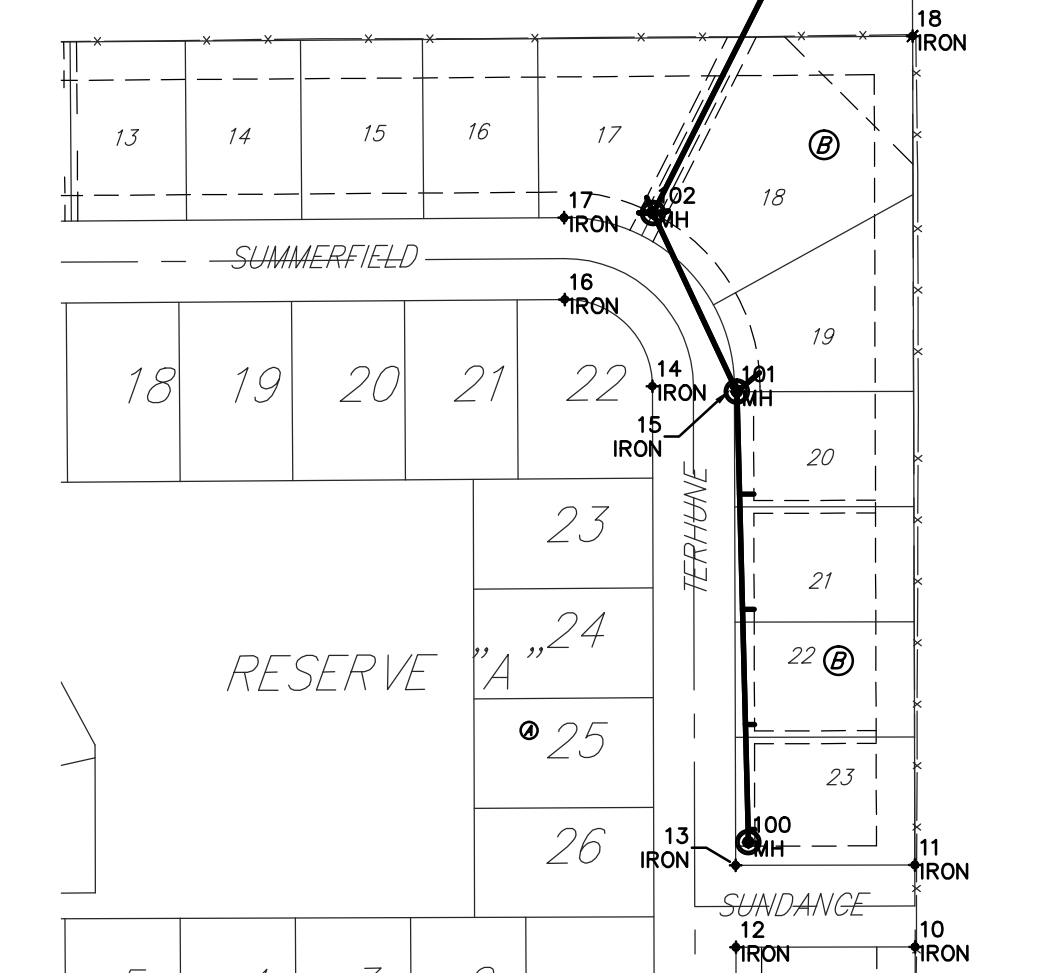 18
IRON
13
14
15
16
17
B
18
102
MH
17
IRON
SUMMERFIELD
16
IRON
19
101
MH
14
IRON
15
IRON
18
19
20
21
22
20
TERHUNE
23
21
24
22
B
RESERVE "A"
A
25
23
100
MH
13
IRON
26
11
IRON
SUNDANCE
12
IRON
10
IRON